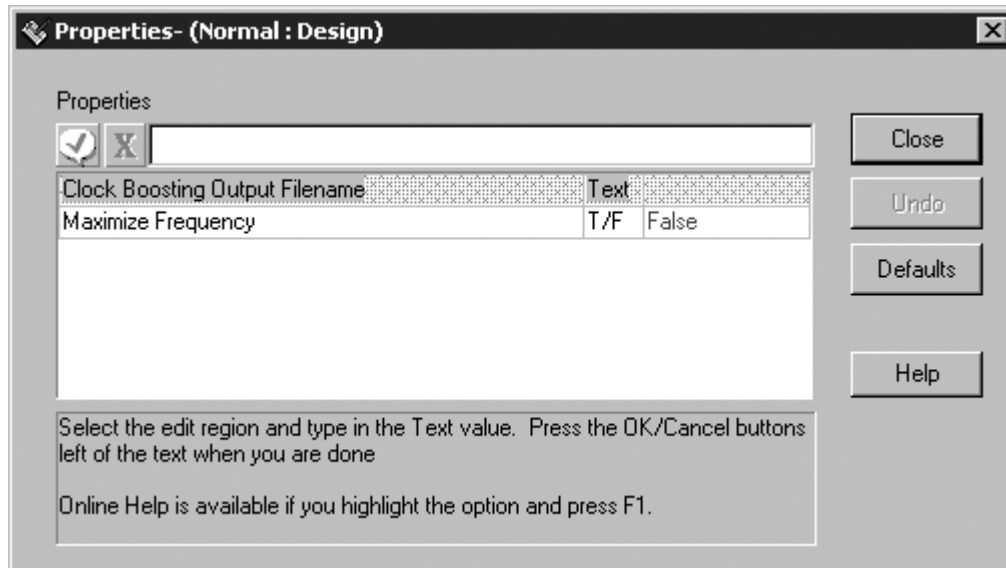 Properties- (Normal : Design)
Properties
X
Close
Clock Boosting Output Filename Text
Undo
Maximize Frequency T/F False
Defaults
Help
Select the edit region and type in the Text value. Press the OK/Cancel buttons
left of the text when you are done
Online Help is available if you highlight the option and press F1.